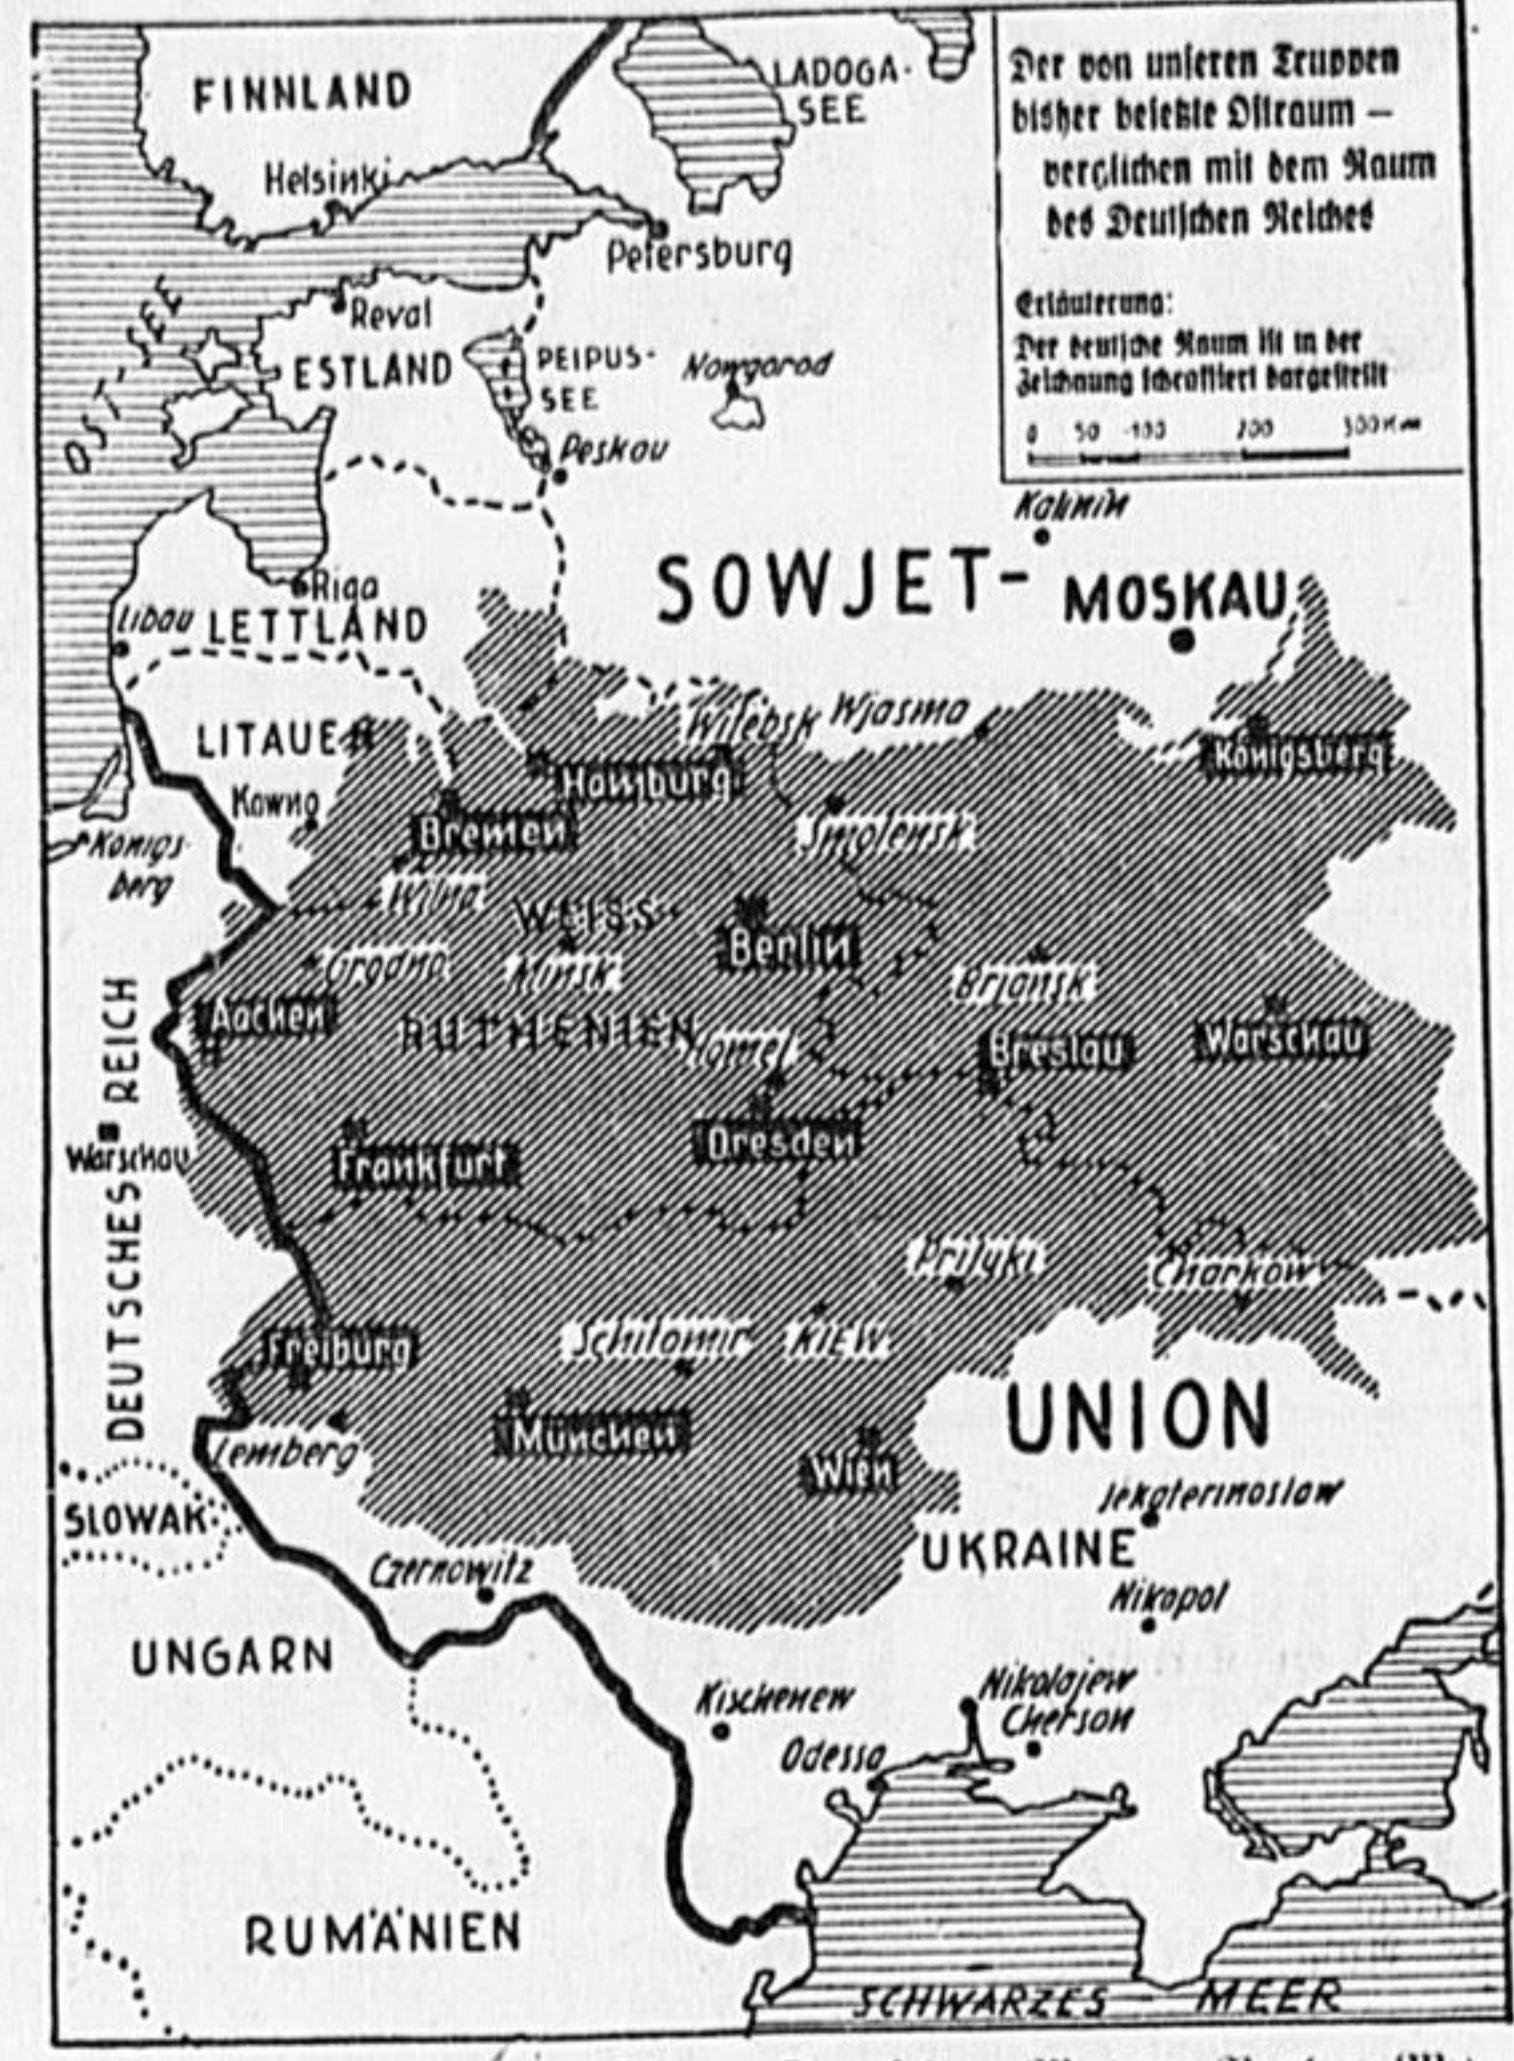 FINNLAND
LADOGA-
SEE
Helsinki
Petersburg
Der von unseren Truppen
bisher besetzte Ostraum —
verglichen mit dem Raum
des Deutschen Reiches
Erläuterung:
Der deutsche Raum ist in der
Zeichnung schraffiert dargestellt
0 50 100 200 300 Km
OST-SEE
Reval
ESTLAND
PEIPUS-
SEE
Nowgorod
Peskau
Kalinin
SOWJET-
MOSKAU
Riga
Libau
LETTLAND
LITAUEN
Witebsk
Wjasma
Königsberg
Hamburg
Kowno
Bremen
Smolensk
Königs-
berg
Wilna
WEISS-
Berlin
Grodno
Minsk
Brjansk
Aachen
RUTHENIEN
Gomel
Breslau
Warschau
DEUTSCHES REICH
Warschau
Dresden
Frankfurt
Priluki
Charkow
Freiburg
Schitomir
KIEW
UNION
Lemberg
München
Wien
SLOWAK.
Jekaterinoslaw
UKRAINE
Czernowitz
Nikopol
UNGARN
Kischenew
Nikolajew
Cherson
Odessa
RUMÄNIEN
SCHWARZES MEER